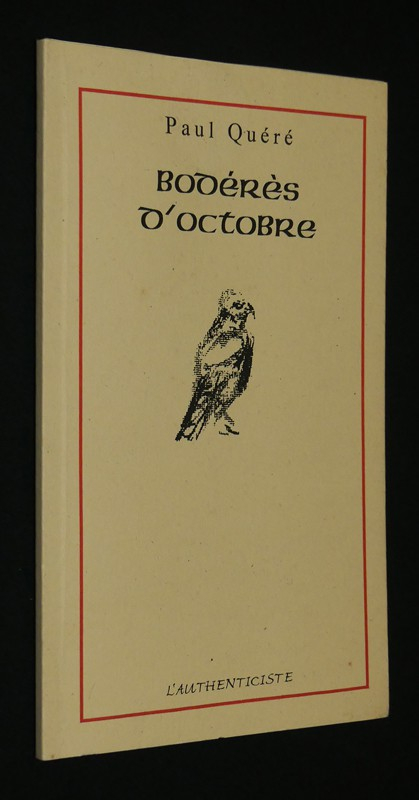 Paul Quéré
BODÉRÈS
D'OCTOBRE
L'AUTHENTICISTE